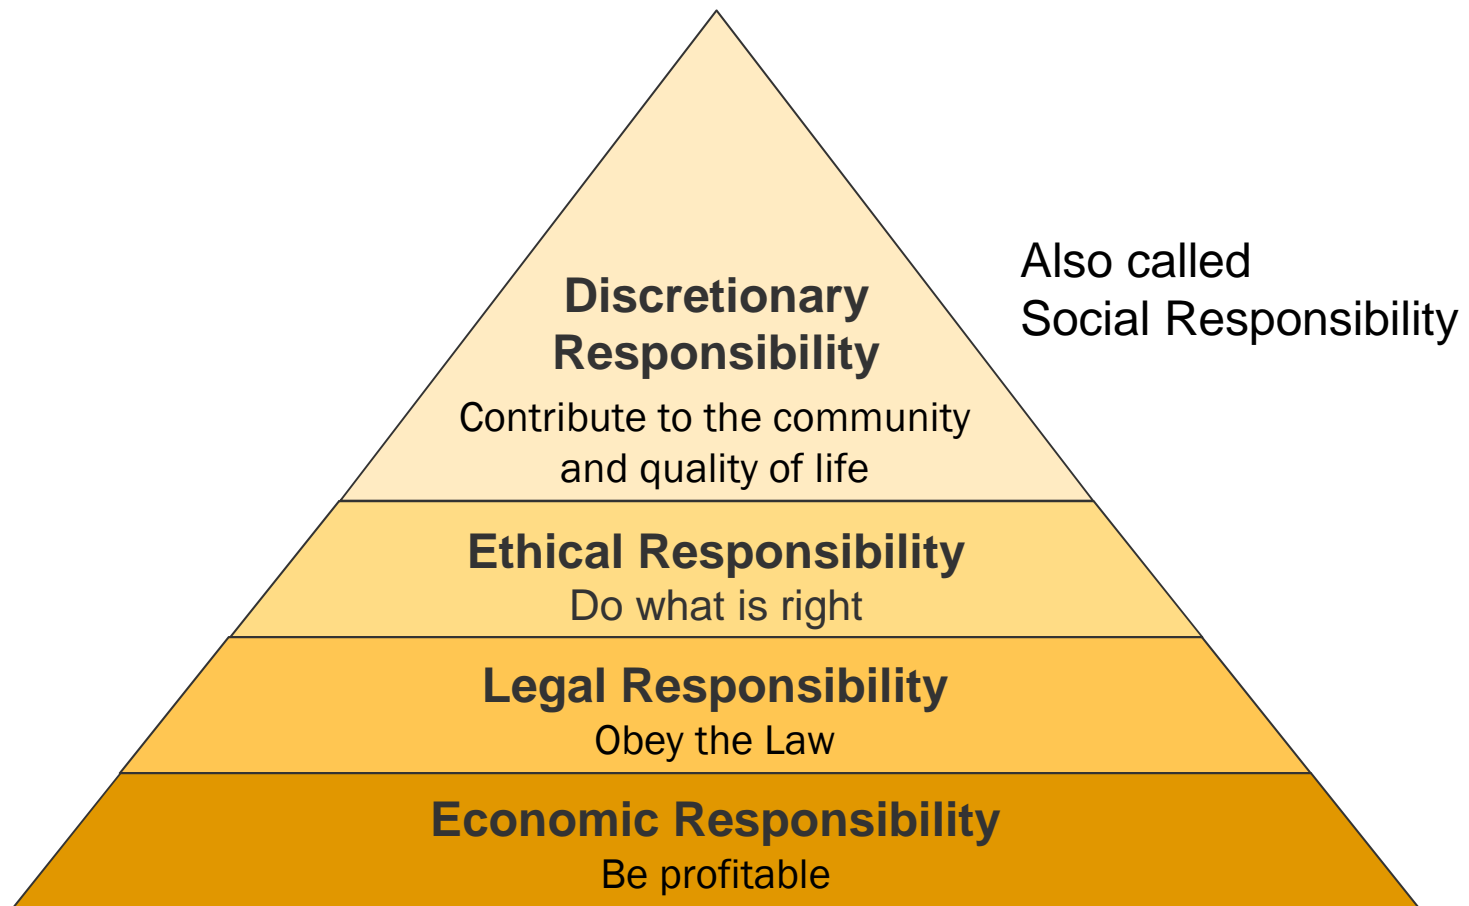 Discretionary
Responsibility
Contribute to the community
and quality of life
Also called
Social Responsibility
Ethical Responsibility
Do what is right
Legal Responsibility
Obey the Law
Economic Responsibility
Be profitable